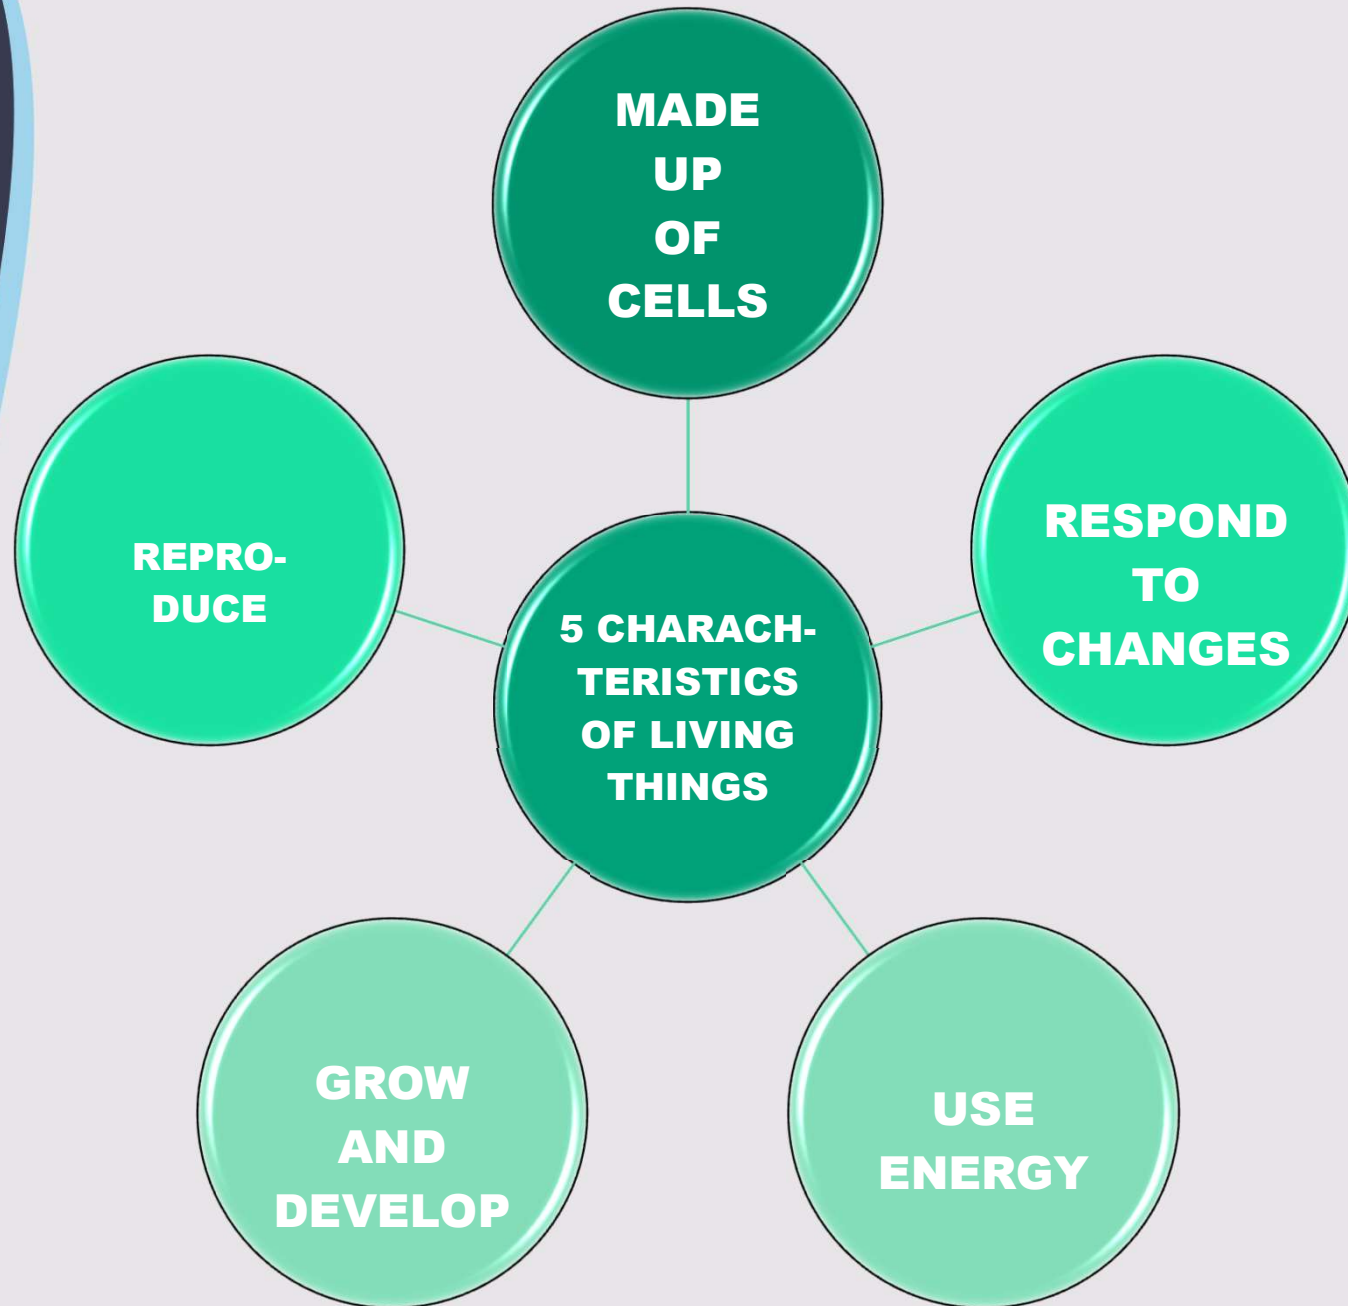 MADE
UP
OF
CELLS
RESPOND
TO
CHANGES
USE
ENERGY
GROW
AND
DEVELOP
REPRO-
DUCE
5 CHARACH-
TERISTICS
OF LIVING
THINGS